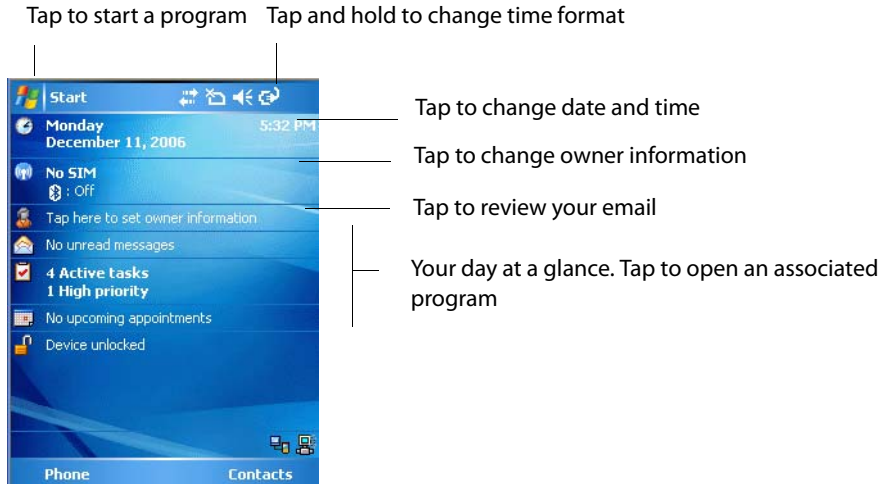 Tap to start a program Tap and hold to change time format
Start
Monday 5:32 PM
December 11, 2006
No SIM
: Off
Tap here to set owner information
No unread messages
4 Active tasks
1 High priority
No upcoming appointments
Device unlocked
Phone Contacts
Tap to change date and time
Tap to change owner information
Tap to review your email
Your day at a glance. Tap to open an associated
program